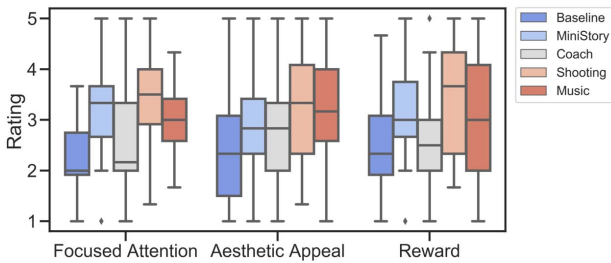 5
4
3
2
1
Rating
Focused Attention
Aesthetic Appeal
Reward
Baseline
MiniStory
Coach
Shooting
Music